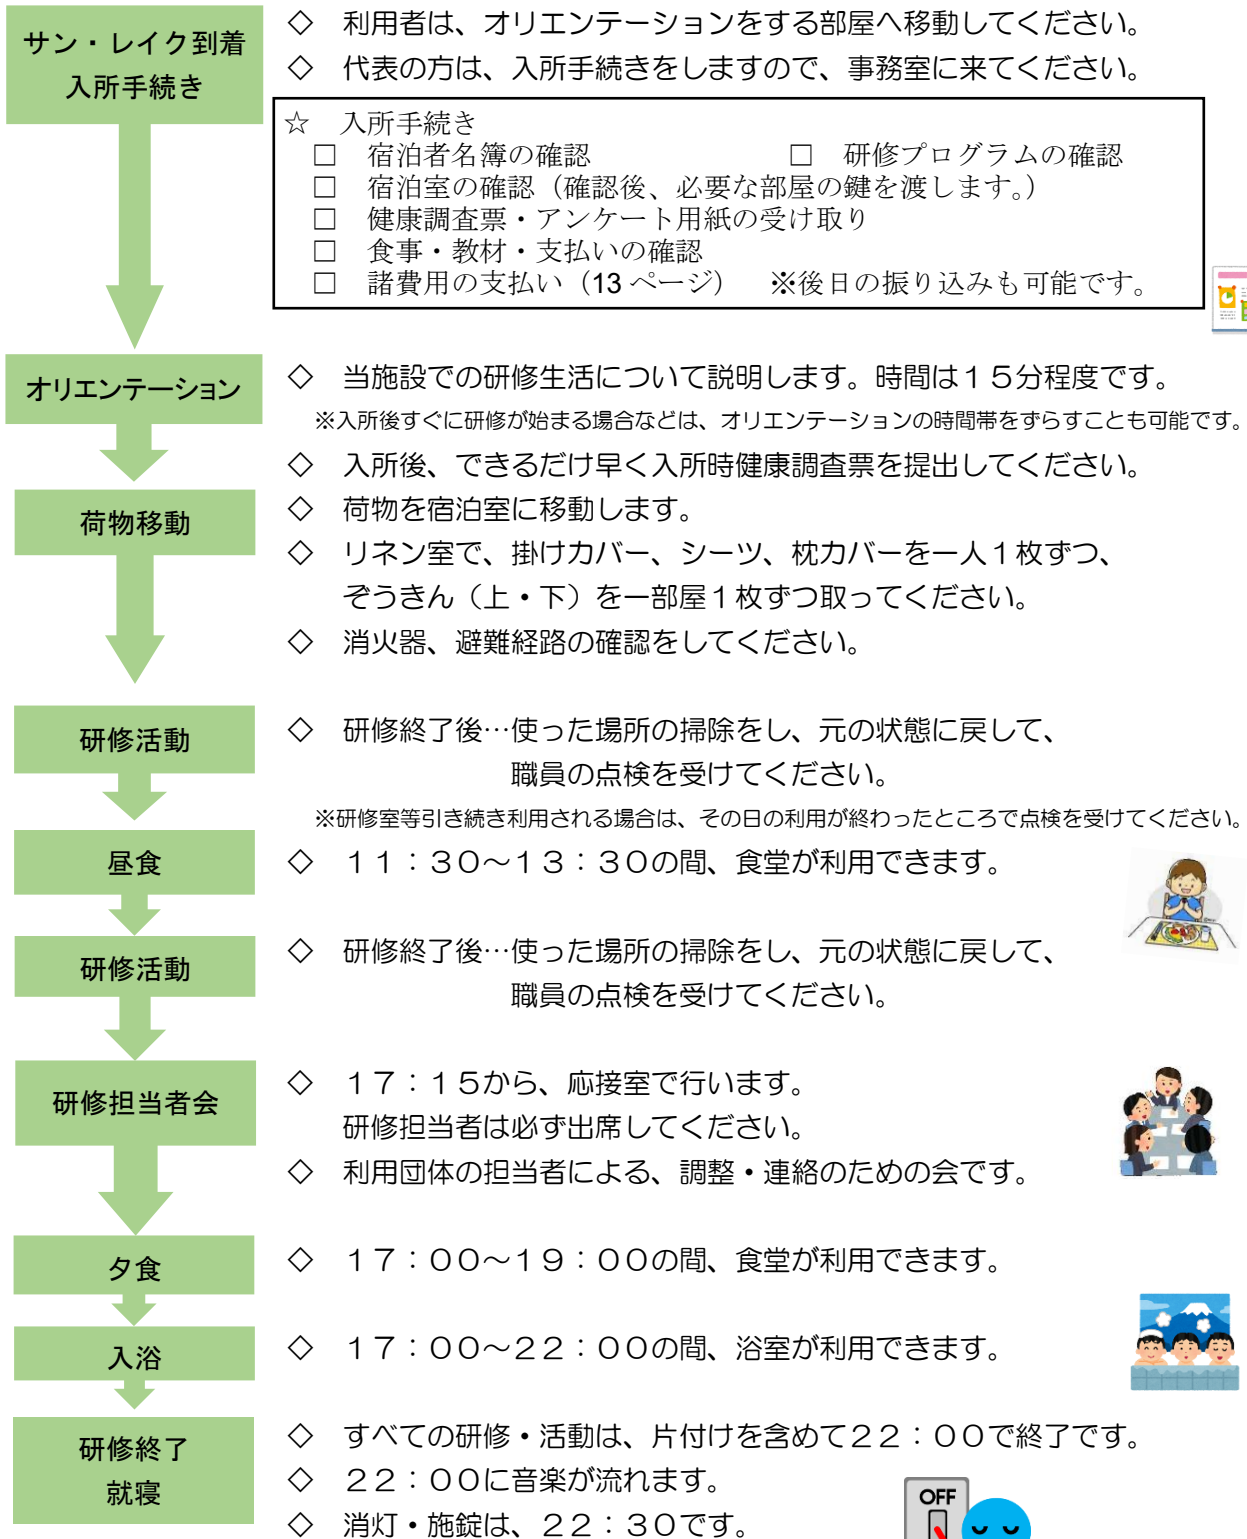 サン・レイク到着
入所手続き
◇　利用者は、オリエンテーションをする部屋へ移動してください。
◇　代表の方は、入所手続きをしますので、事務室に来てください。
☆　入所手続き
□　宿泊者名簿の確認　　　　　　　□　研修プログラムの確認
□　宿泊室の確認（確認後、必要な部屋の鍵を渡します。）
□　健康調査票・アンケート用紙の受け取り
□　食事・教材・支払いの確認
□　諸費用の支払い（13 ページ）　※後日の振り込みも可能です。
オリエンテーション
◇　当施設での研修生活について説明します。時間は１５分程度です。
※入所後すぐに研修が始まる場合などは、オリエンテーションの時間帯をずらすことも可能です。
◇　入所後、できるだけ早く入所時健康調査票を提出してください。
荷物移動
◇　荷物を宿泊室に移動します。
◇　リネン室で、掛けカバー、シーツ、枕カバーを一人１枚ずつ、
ぞうきん（上・下）を一部屋１枚ずつ取ってください。
◇　消火器、避難経路の確認をしてください。
研修活動
◇　研修終了後…使った場所の掃除をし、元の状態に戻して、
職員の点検を受けてください。
※研修室等引き続き利用される場合は、その日の利用が終わったところで点検を受けてください。
昼食
◇　１１：３０～１３：３０の間、食堂が利用できます。
研修活動
◇　研修終了後…使った場所の掃除をし、元の状態に戻して、
職員の点検を受けてください。
研修担当者会
◇　１７：１５から、応接室で行います。
研修担当者は必ず出席してください。
◇　利用団体の担当者による、調整・連絡のための会です。
夕食
◇　１７：００～１９：００の間、食堂が利用できます。
入浴
◇　１７：００～２２：００の間、浴室が利用できます。
研修終了
就寝
◇　すべての研修・活動は、片付けを含めて２２：００で終了です。
◇　２２：００に音楽が流れます。
◇　消灯・施錠は、２２：３０です。
OFF